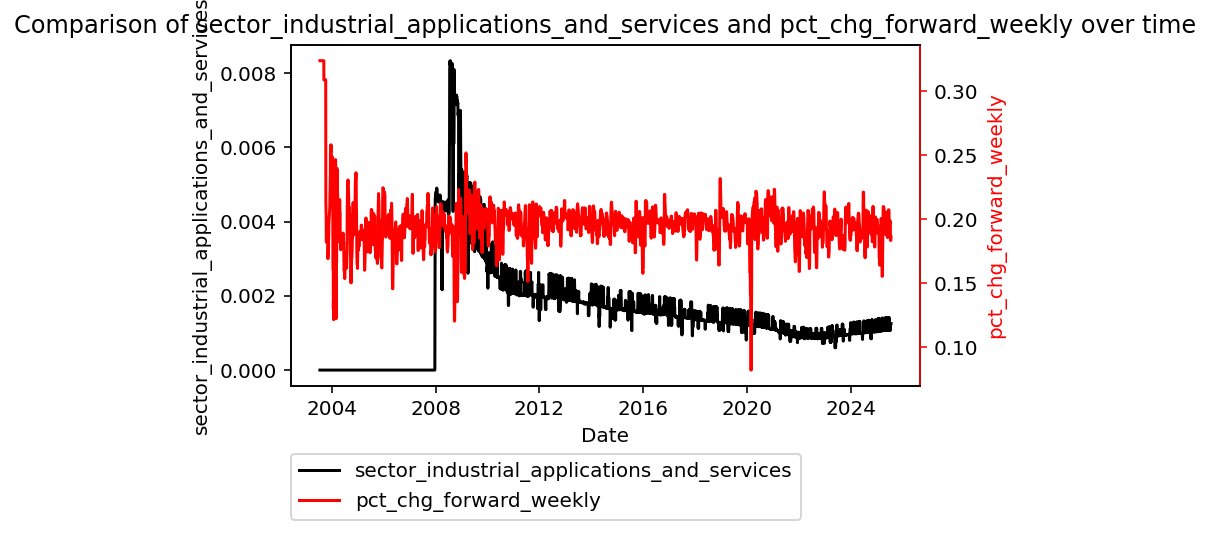 Comparison of sector_industrial_applications_and_services and pct_chg_forward_weekly over time
sector_industrial_applications_and_services
0.008
0.006
0.004
0.002
0.000
0.30
0.25
0.20
0.15
0.10
pct_chg_forward_weekly
2004
2008
2012
2016
2020
2024
Date
sector_industrial_applications_and_services
pct_chg_forward_weekly